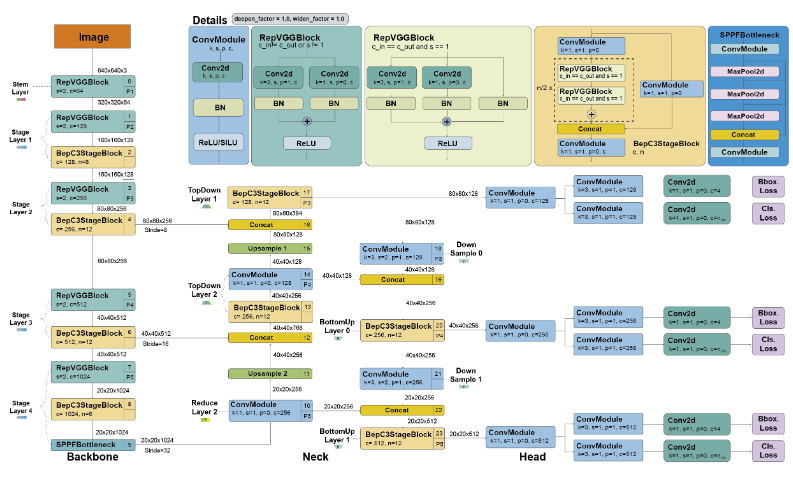 Details
deepen_factor = 1.0, widen_factor = 1.0
Image
640x640x3
Stem
Layer
RepVGGBlock 0
s=2, c=64 P1
320x320x64
Stage
Layer 1
RepVGGBlock 1
s=2, c=128 P2
160x160x128
BepC3StageBlock 2
c= 128, n=6
160x160x128
Stage
Layer 2
RepVGGBlock 3
s=2, c=256 P3
80x80x256
BepC3StageBlock 4
c= 256, n=12
80x80x256
Stride=8
80x80x256
Stage
Layer 3
RepVGGBlock 5
s=2, c=512 P4
40x40x512
BepC3StageBlock 6
c= 512, n=12
40x40x512
Stride=16
40x40x512
Stage
Layer 4
RepVGGBlock 7
s=2, c=1024 P5
20x20x1024
BepC3StageBlock 8
c= 1024, n=6
20x20x1024
SPPFBottleneck 9
20x20x1024
Stride=32
Backbone
ConvModule
k, s, p, c,
Conv2d
k, s, p, c
BN
ReLU/SiLU
RepVGGBlock
c_in!= c_out or s != 1
Conv2d
k=3, s=1, p=0, c
Conv2d
k=1, s=1, p=0, c
BN
BN
ReLU
RepVGGBlock
c_in == c_out and s == 1
Conv2d
k=3, s=1, p=1, c
Conv2d
k=1, s=1, p=0, c
BN
BN
BN
ReLU
ConvModule
k=1, s=1, p=0
RepVGGBlock
c_in == c_out and s == 1
RepVGGBlock
c_in == c_out and s == 1
n/2 x
ConvModule
k=1, s=1, p=0
Concat
ConvModule
k=1, s=1, p=0, c
BepC3StageBlock
c, n
SPPFBottleneck
ConvModule
MaxPool2d
MaxPool2d
MaxPool2d
Concat
ConvModule
TopDown
Layer 1
BepC3StageBlock 17
c= 128, n=12 P3
80x80x384
Concat 16
80x80x128
Upsample 1 15
40x40x128
TopDown
Layer 2
ConvModule 14
k=1, s=1, p=0, c=128 P4
40x40x256
BepC3StageBlock 13
c= 256, n=12
40x40x768
Concat 12
40x40x256
Upsample 2 11
20x20x256
Reduce
Layer 2
ConvModule 10
k=1, s=1, p=0, c=256 P5
Neck
80x80x128
80x80x128
ConvModule 18
k=3, s=2, p=1, c=128 P3
Down
Sample 0
40x40x128
40x40x128
Concat 19
40x40x256
BottomUp
Layer 0
BepC3StageBlock 20
c= 256, n=12 P4
40x40x256
40x40x256
ConvModule 21
k=3, s=2, p=1, c=256
Down
Sample 1
20x20x256
20x20x256
Concat 22
20x20x512
BottomUp
Layer 1
BepC3StageBlock 23
c= 512, n=12 P5
20x20x512
ConvModule
k=1, s=1, p=0, c=128
ConvModule
k=3, s=1, p=1, c=128
Conv2d
k=1, s=1, p=0, c=4
Bbox.
Loss
ConvModule
k=3, s=1, p=1, c=128
Conv2d
Cls.
Loss
ConvModule
k=1, s=1, p=0, c=256
ConvModule
k=3, s=1, p=1, c=256
Conv2d
k=1, s=1, p=0, c=4
Bbox.
Loss
ConvModule
k=3, s=1, p=1, c=256
Conv2d
Cls.
Loss
ConvModule
k=1, s=1, p=0, c=512
ConvModule
k=3, s=1, p=1, c=512
Conv2d
k=1, s=1, p=0, c=4
Bbox.
Loss
ConvModule
k=3, s=1, p=1, c=512
Conv2d
Cls.
Loss
Head